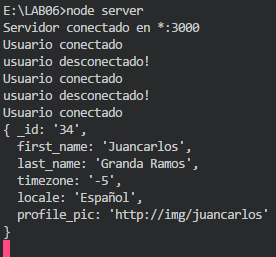 E:\LAB06>node server
Servidor conectado en *:3000
Usuario conectado
usuario desconectado!
Usuario conectado
usuario desconectado!
Usuario conectado
{ _id: '34',
  first_name: 'Juancarlos',
  last_name: 'Granda Ramos',
  timezone: '-5',
  locale: 'Español',
  profile_pic: 'http://img/juancarlos'
}